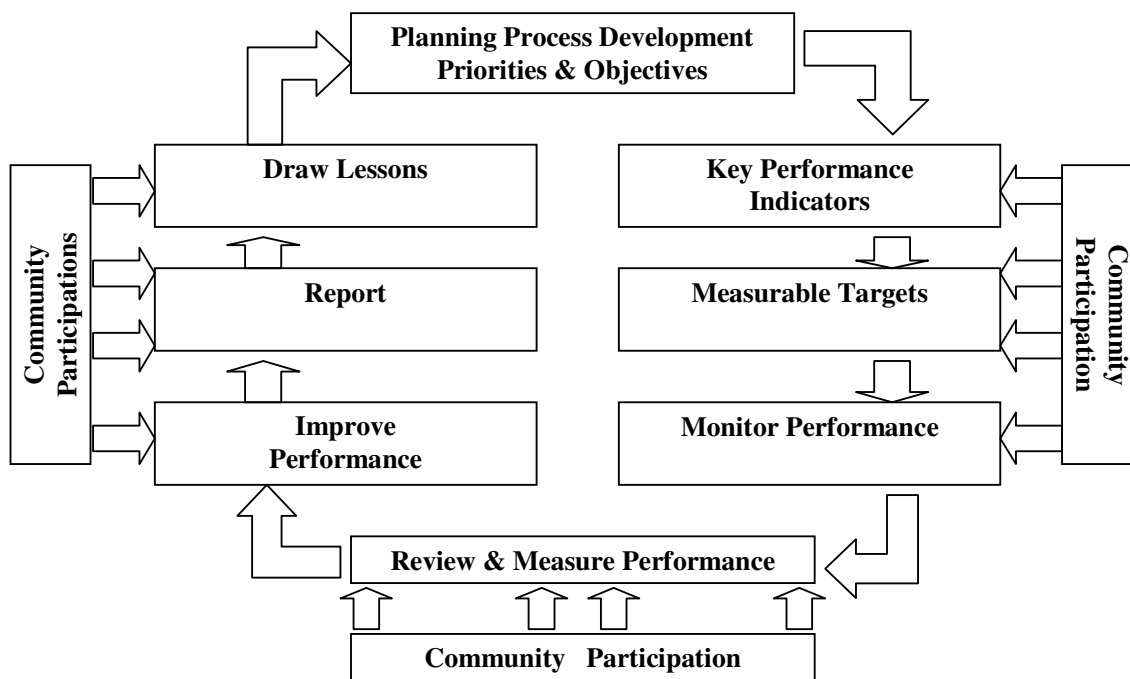 Planning Process Development
Priorities & Objectives
Draw Lessons
Key Performance
Indicators
Community
Participations
Community
Participation
Report
Measurable Targets
Improve
Performance
Monitor Performance
Review & Measure Performance
Community Participation